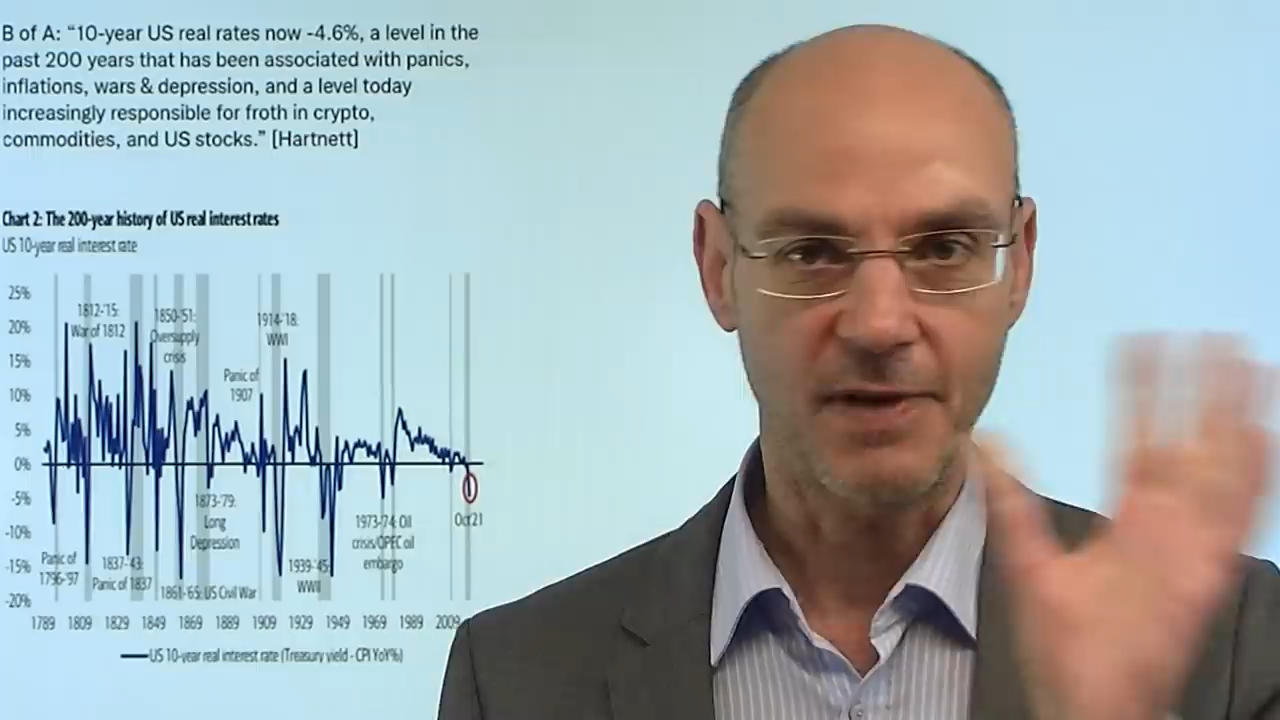 B of A: “10-year US real rates now -4.6%, a level in the
past 200 years that has been associated with panics,
inflations, wars & depression, and a level today
increasingly responsible for froth in crypto,
commodities, and US stocks.” [Hartnett]
Chart 2: The 200-year history of US real interest rates
US 10-year real interest rate
25%
20%
15%
10%
5%
0%
-5%
-10%
-15%
-20%
1812-'15:
War of 1812
1850-'51:
Oversupply
crisis
1914-'18:
WWI
Panic of
1907
1873-'79:
Long
Depression
1973-74: Oil
crisis/OPEC oil
embargo
Oct'21
Panic of
1796-'97
1837-'43:
Panic of 1837
1861-'65: US Civil War
1939-'45:
WWII
1789 1809 1829 1849 1869 1889 1909 1929 1949 1969 1989 2009
US 10-year real interest rate (Treasury yield - CPI YoY%)